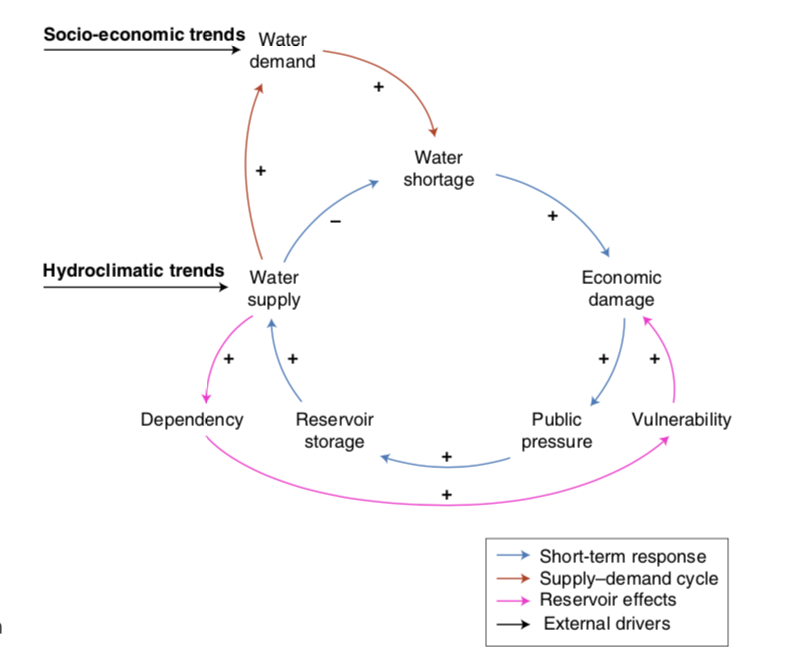 Socio-economic trends
Water
demand
+
Water
shortage
+
–
+
Hydroclimatic trends
Water
supply
Economic
damage
+
+
+
+
Dependency
Reservoir
storage
Public
pressure
Vulnerability
+
+
Short-term response
Supply–demand cycle
Reservoir effects
External drivers